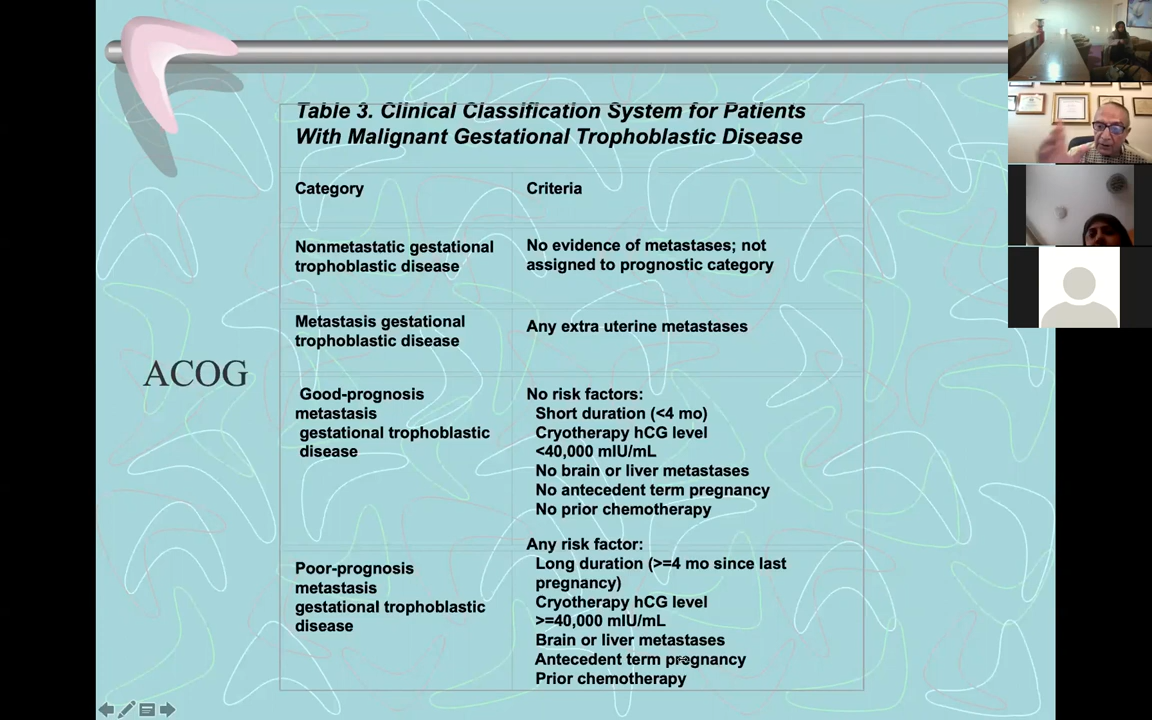 Table 3. Clinical Classification System for Patients
With Malignant Gestational Trophoblastic Disease
Category
Criteria
Nonmetastatic gestational
trophoblastic disease
No evidence of metastases; not
assigned to prognostic category
Metastasis gestational
trophoblastic disease
Any extra uterine metastases
ACOG
Good-prognosis
metastasis
gestational trophoblastic
disease
No risk factors:
Short duration (<4 mo)
Cryotherapy hCG level
<40,000 mIU/mL
No brain or liver metastases
No antecedent term pregnancy
No prior chemotherapy
Poor-prognosis
metastasis
gestational trophoblastic
disease
Any risk factor:
Long duration (>=4 mo since last
pregnancy)
Cryotherapy hCG level
>=40,000 mIU/mL
Brain or liver metastases
Antecedent term pregnancy
Prior chemotherapy